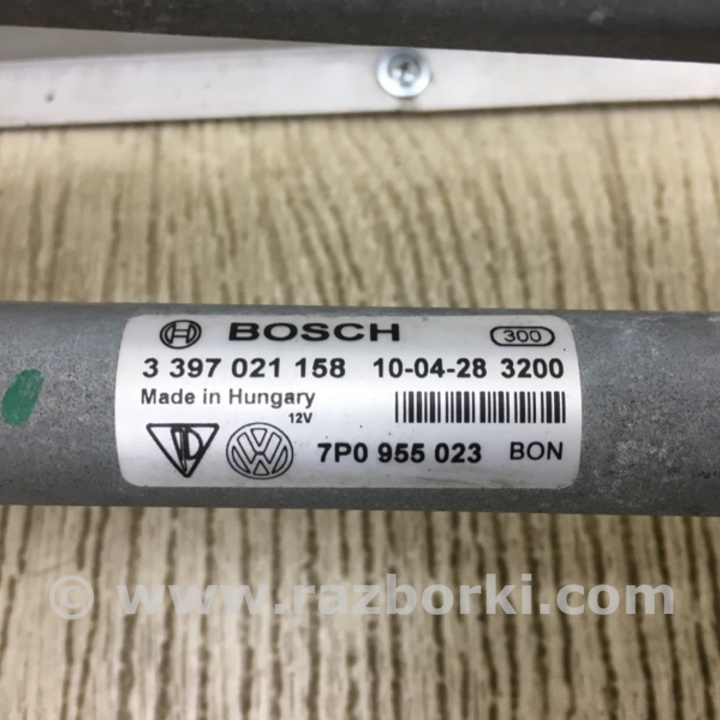 BOSCH 300
3 397 021 158 10-04-28 3200
Made in Hungary
12V
7P0 955 023 BON
© www.razborki.com